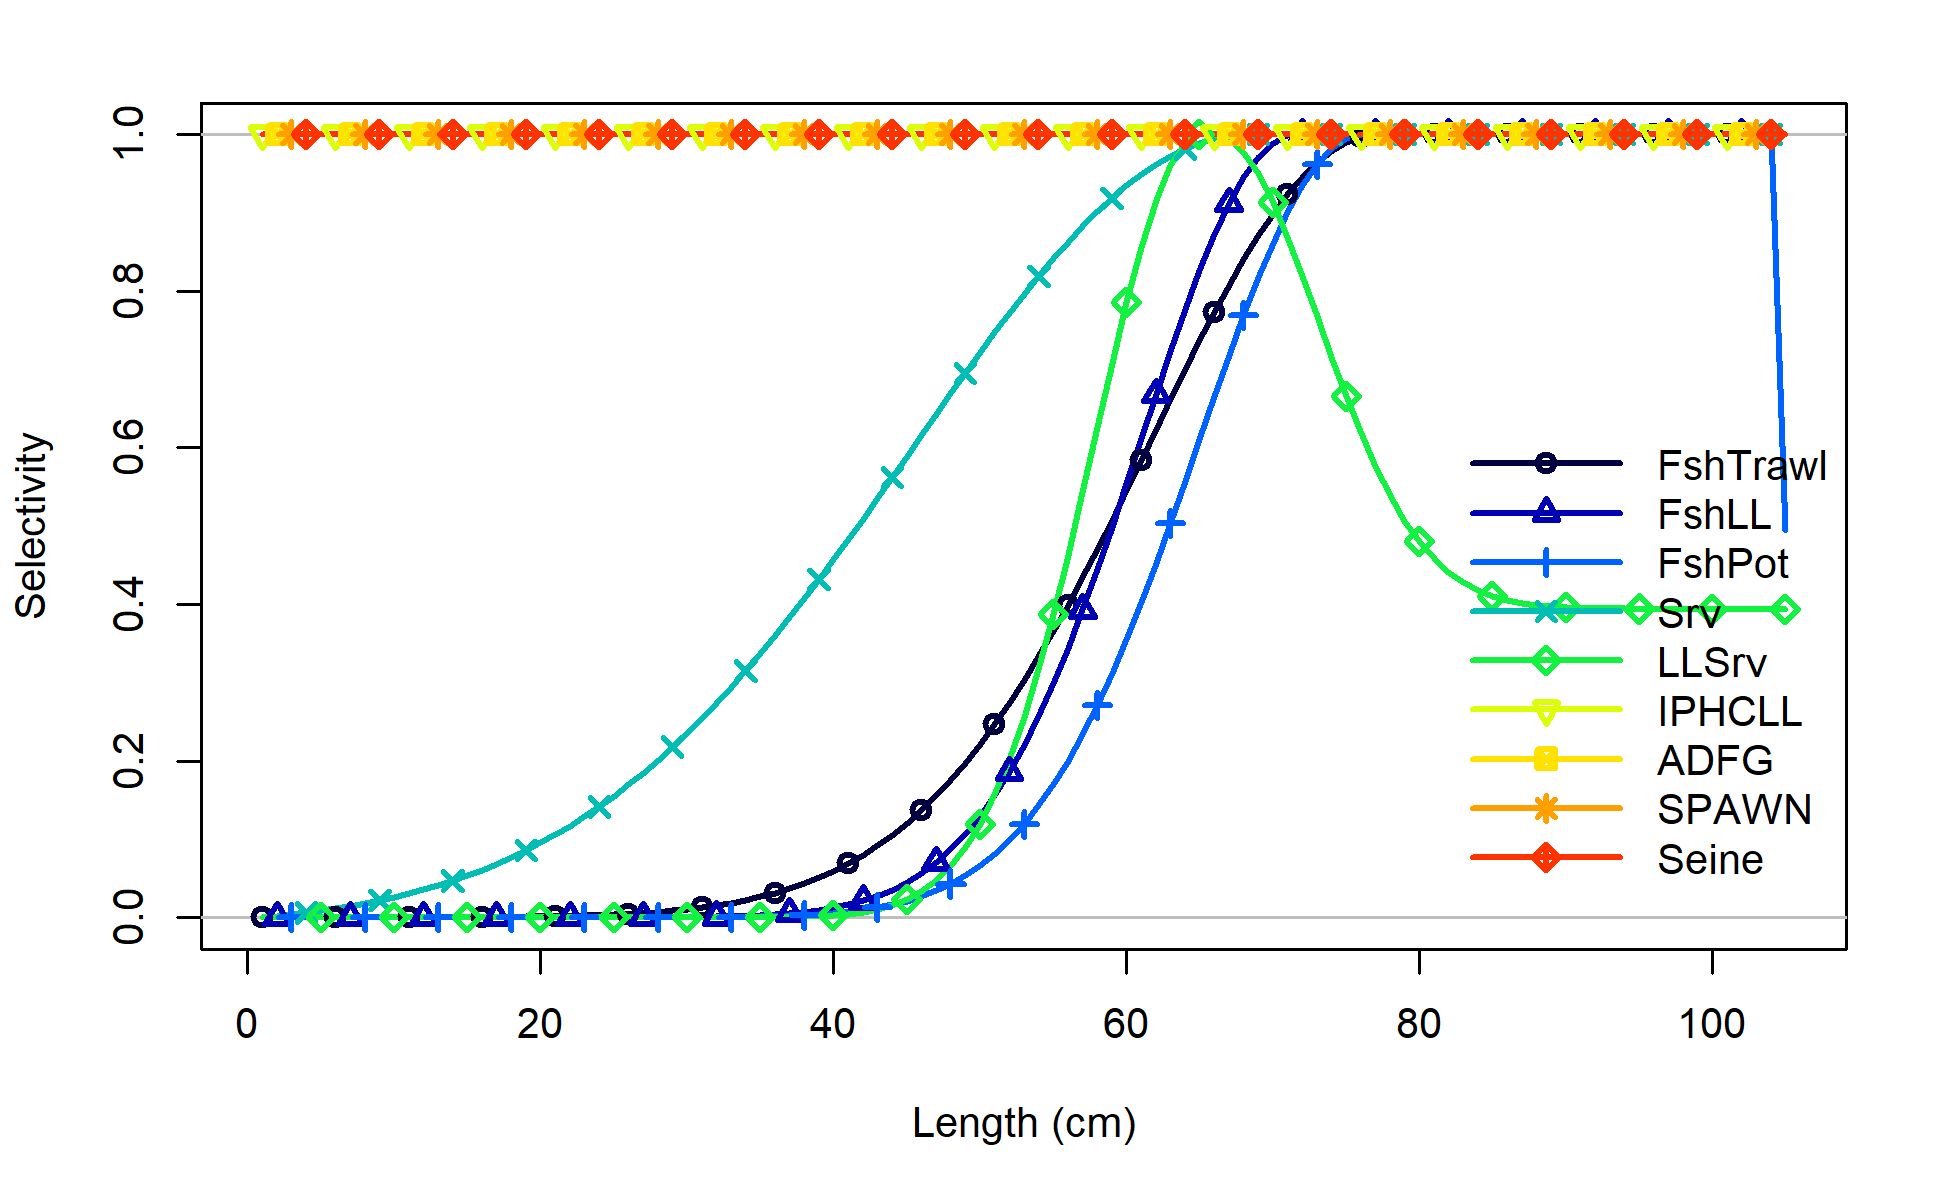 1.0
0.8
0.6
0.4
0.2
0.0
Selectivity
FshTrawl
FshLL
FshPot
Srv
LLSrv
IPHCLL
ADFG
SPAWN
Seine
0 20 40 60 80 100
Length (cm)